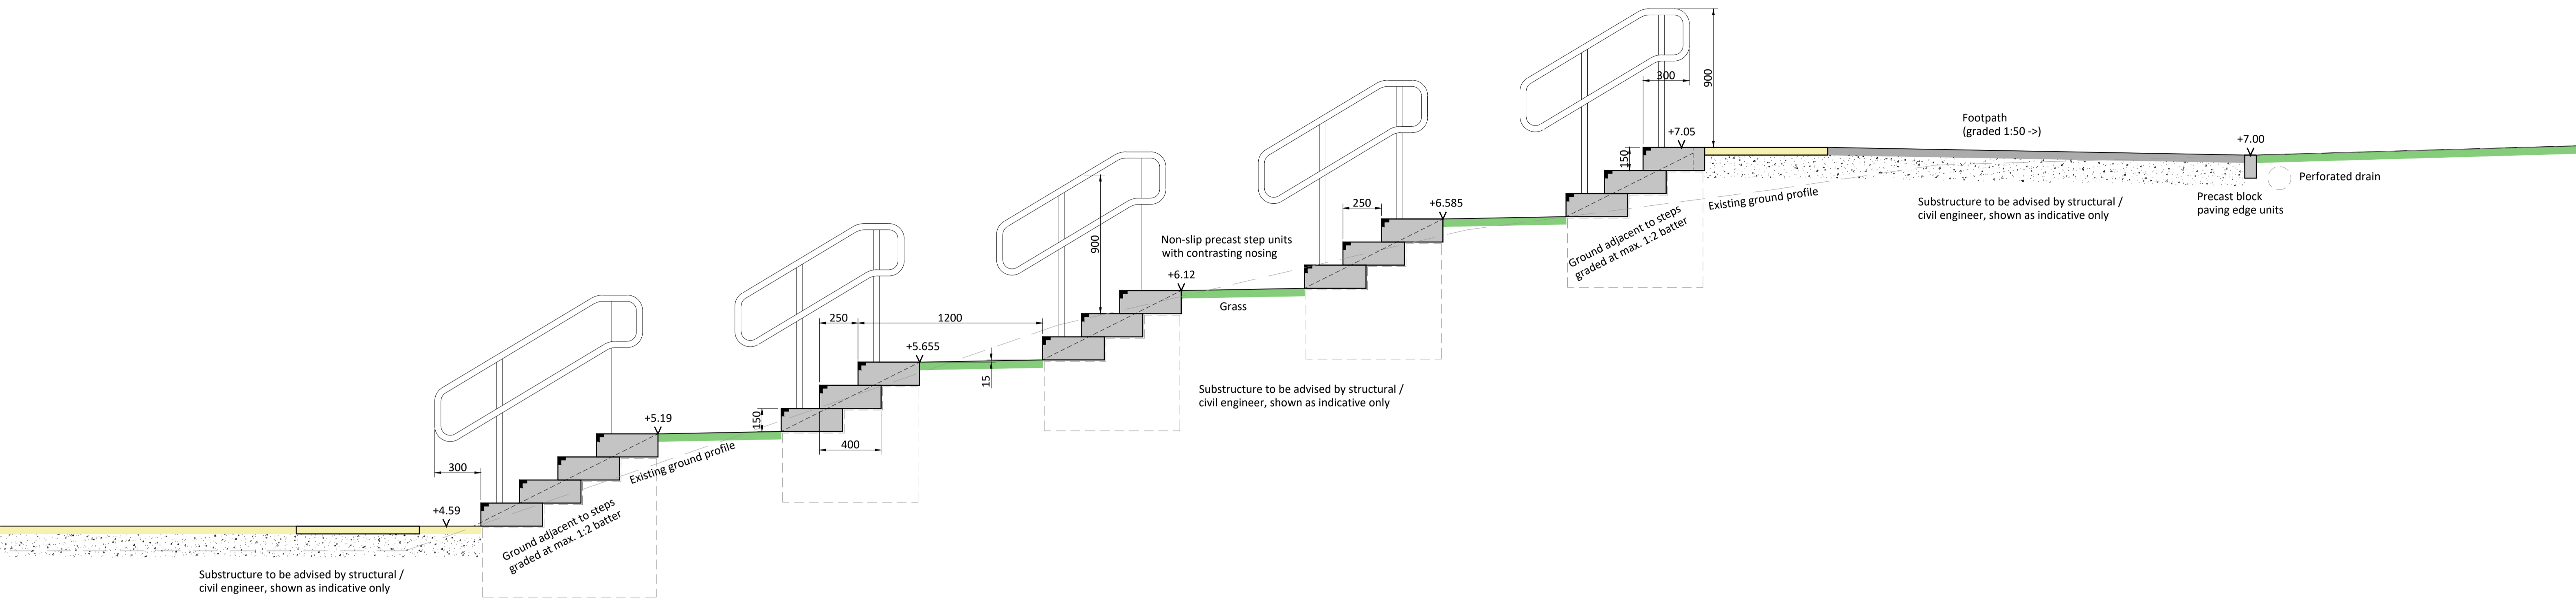 900
300
+7.05
150
Footpath
(graded 1:50 ->)
+7.00
Perforated drain
Precast block
paving edge units
Existing ground profile
Substructure to be advised by structural /
civil engineer, shown as indicative only
Ground adjacent to steps
graded at max. 1:2 batter
250
+6.585
900
Non-slip precast step units
with contrasting nosing
+6.12
Grass
250
1200
+5.655
15
Substructure to be advised by structural /
civil engineer, shown as indicative only
150
400
+5.19
Existing ground profile
300
+4.59
Ground adjacent to steps
graded at max. 1:2 batter
Substructure to be advised by structural /
civil engineer, shown as indicative only